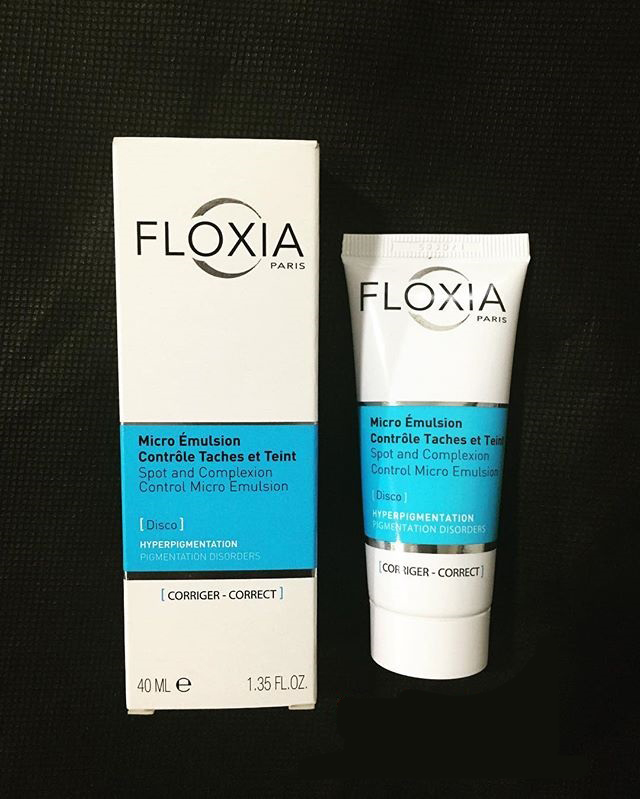 FLOXIA
PARIS
Micro Émulsion
Contrôle Taches et Teint
Spot and Complexion
Control Micro Emulsion
[ Disco ]
HYPERPIGMENTATION
PIGMENTATION DISORDERS
[ CORRIGER - CORRECT ]
40 ML e
1.35 FL.OZ.
FLOXIA
PARIS
Micro Émulsion
Contrôle Taches et Teint
Spot and Complexion
Control Micro Emulsion
[ Disco ]
HYPERPIGMENTATION
PIGMENTATION DISORDERS
[ CORRIGER - CORRECT ]